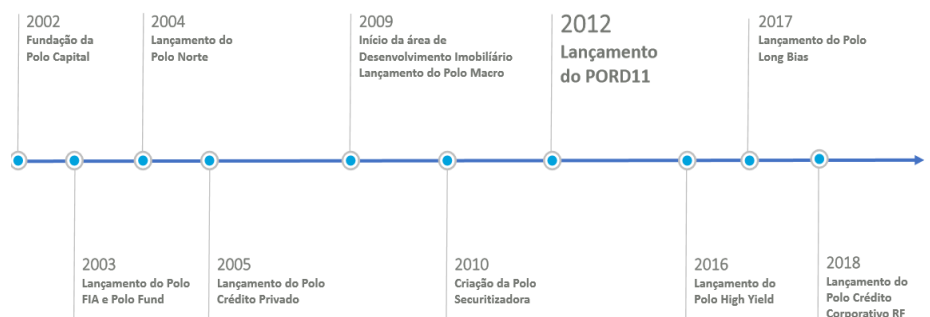 2002
Fundação da
Polo Capital
2004
Lançamento do
Polo Norte
2009
Início da área de
Desenvolvimento Imobilíário
Lançamento do Polo Macro
2012
Lançamento
do PORD11
2017
Lançamento do Polo
Long Bias
2003
Lançamento do Polo
FIA e Polo Fund
2005
Lançamento do Polo
Crédito Privado
2010
Criação da Polo
Securitizadora
2016
Lançamento do
Polo High Yield
2018
Lançamento do
Polo Crédito
Corporativo RF